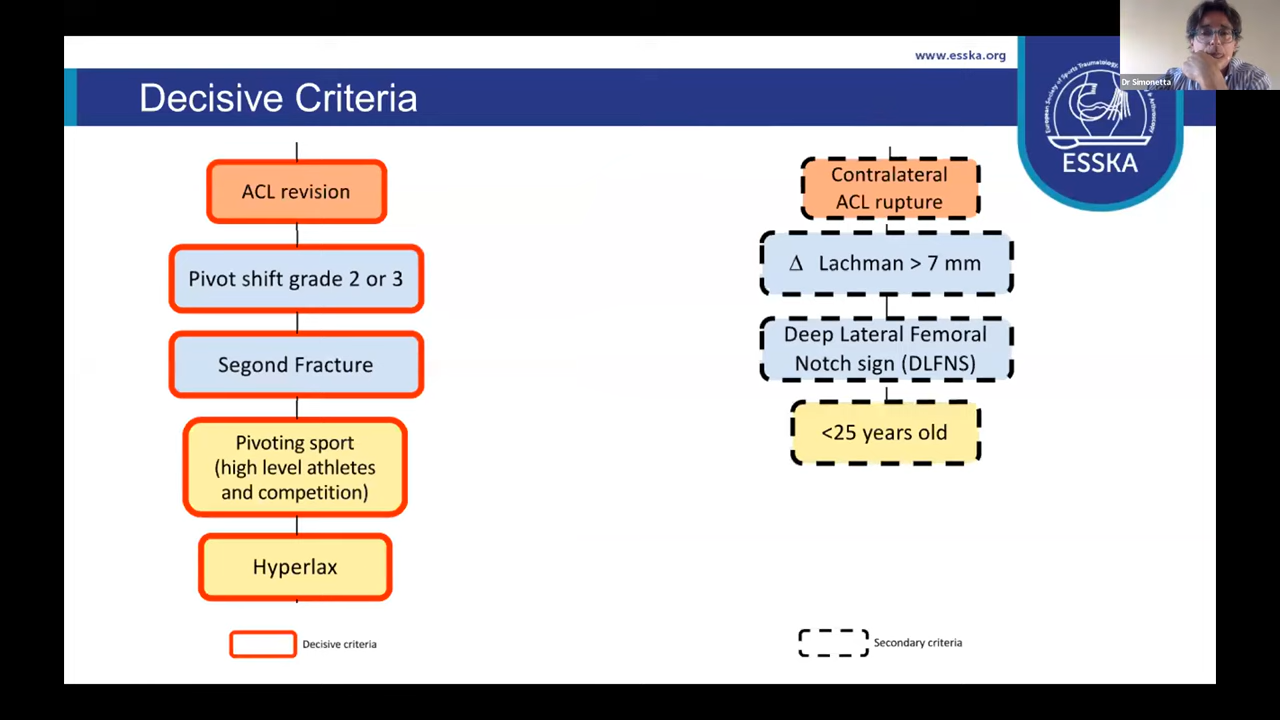 www.esska.org
Decisive Criteria
Dr Simonetta
ESSKA
ACL revision
Pivot shift grade 2 or 3
Segond Fracture
Pivoting sport
(high level athletes
and competition)
Hyperlax
Decisive criteria
Contralateral
ACL rupture
Δ Lachman > 7 mm
Deep Lateral Femoral
Notch sign (DLFNS)
<25 years old
Secondary criteria